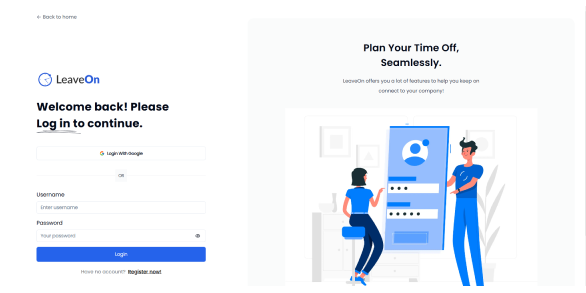 ← Back to home
LeaveOn
Welcome back! Please
Log in to continue.
G Login With Google
OR
Username
Enter username
Password
Your password
Login
Have no account? Register now!
Plan Your Time Off,
Seamlessly.
LeaveOn offers you a lot of features to help you keep an
connect to your company!